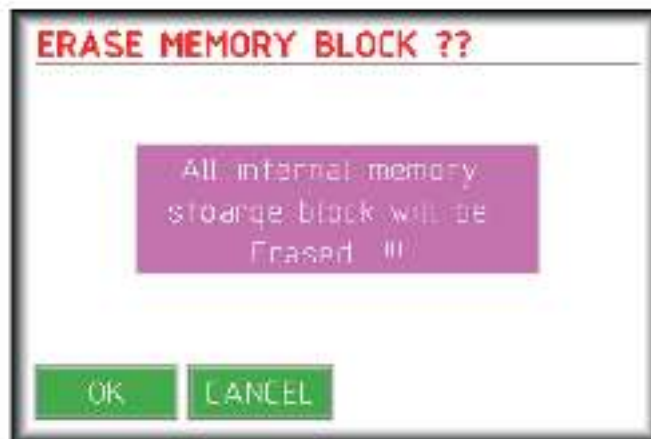 ERASE MEMORY BLOCK ??
All internal memory
stoarge block will be
Erased !!!
OK
CANCEL